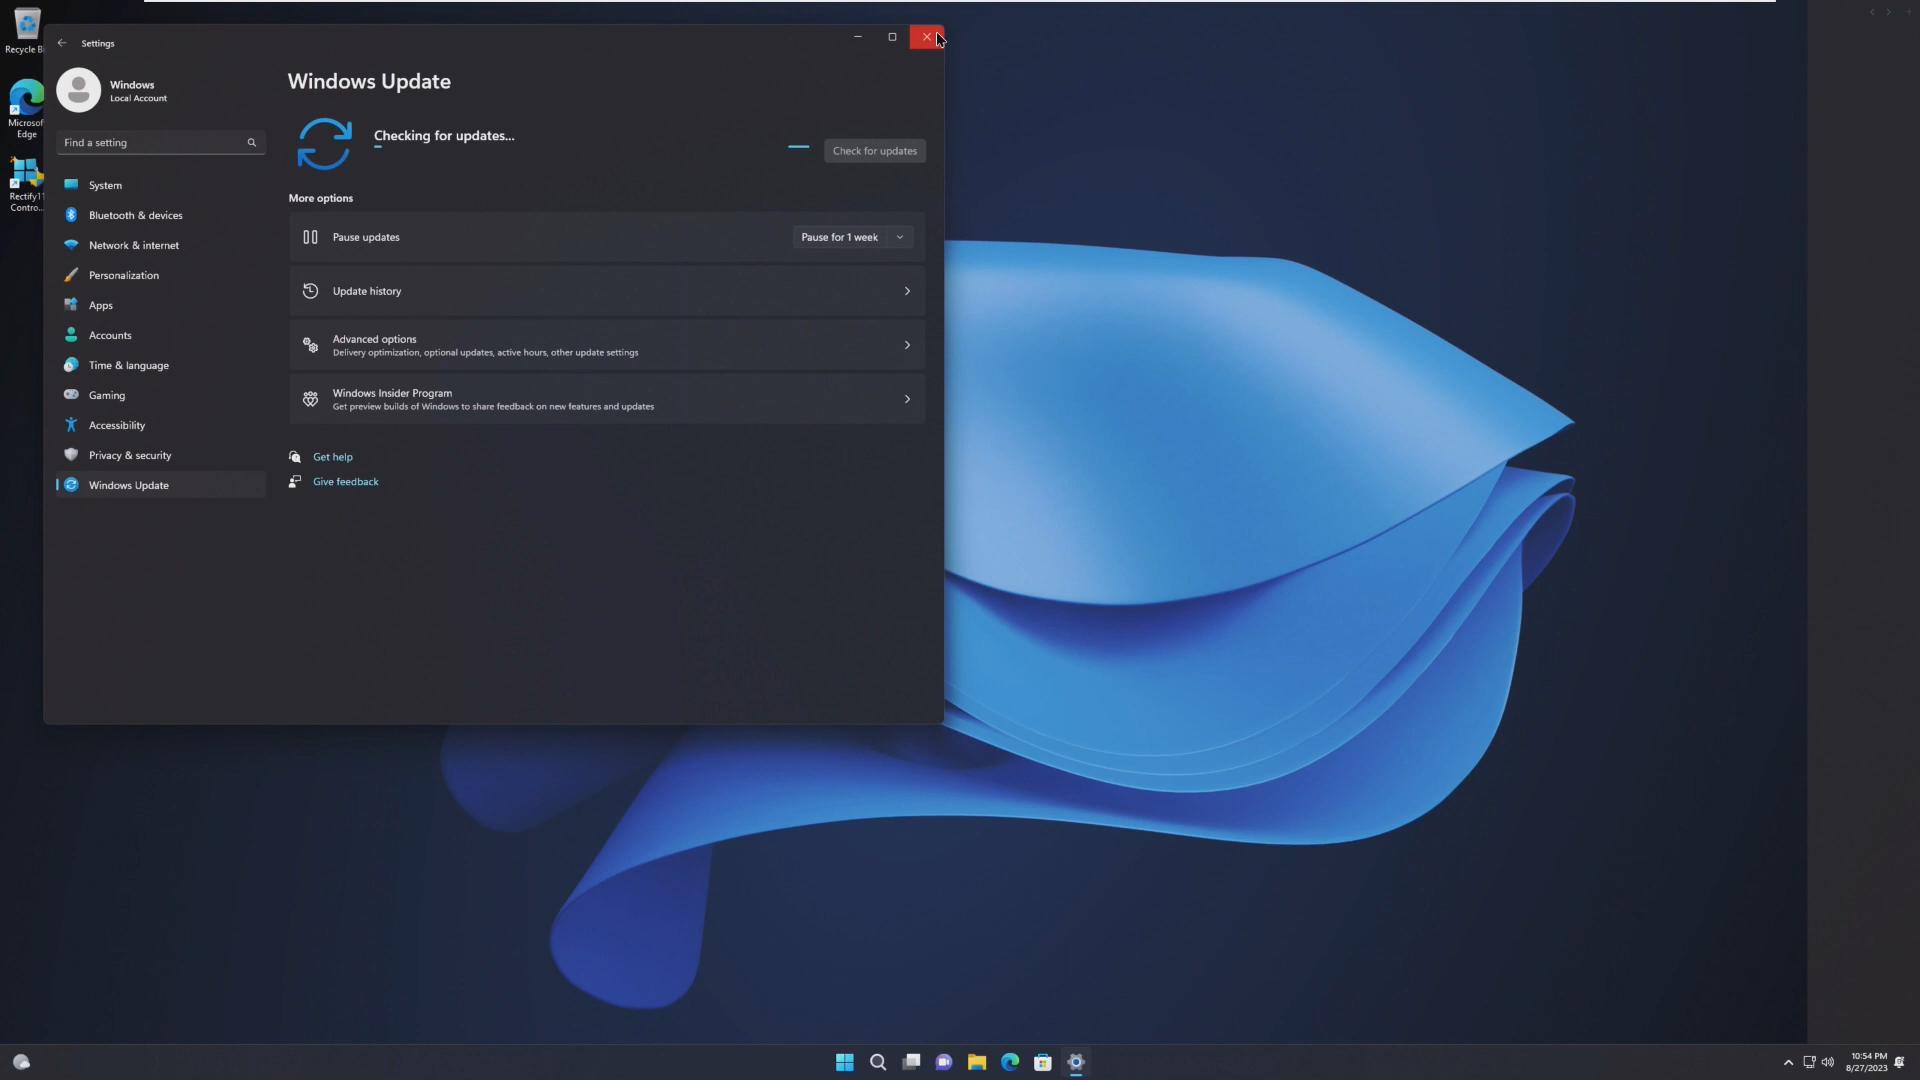 Recycle B
Microsof
Edge
Rectify11
Contro...
Settings
Windows
Local Account
Find a setting
System
Bluetooth & devices
Network & internet
Personalization
Apps
Accounts
Time & language
Gaming
Accessibility
Privacy & security
Windows Update
Windows Update
Checking for updates...
Check for updates
More options
Pause updates
Pause for 1 week
Update history
Advanced options
Delivery optimization, optional updates, active hours, other update settings
Windows Insider Program
Get preview builds of Windows to share feedback on new features and updates
Get help
Give feedback
10:54 PM
8/27/2023